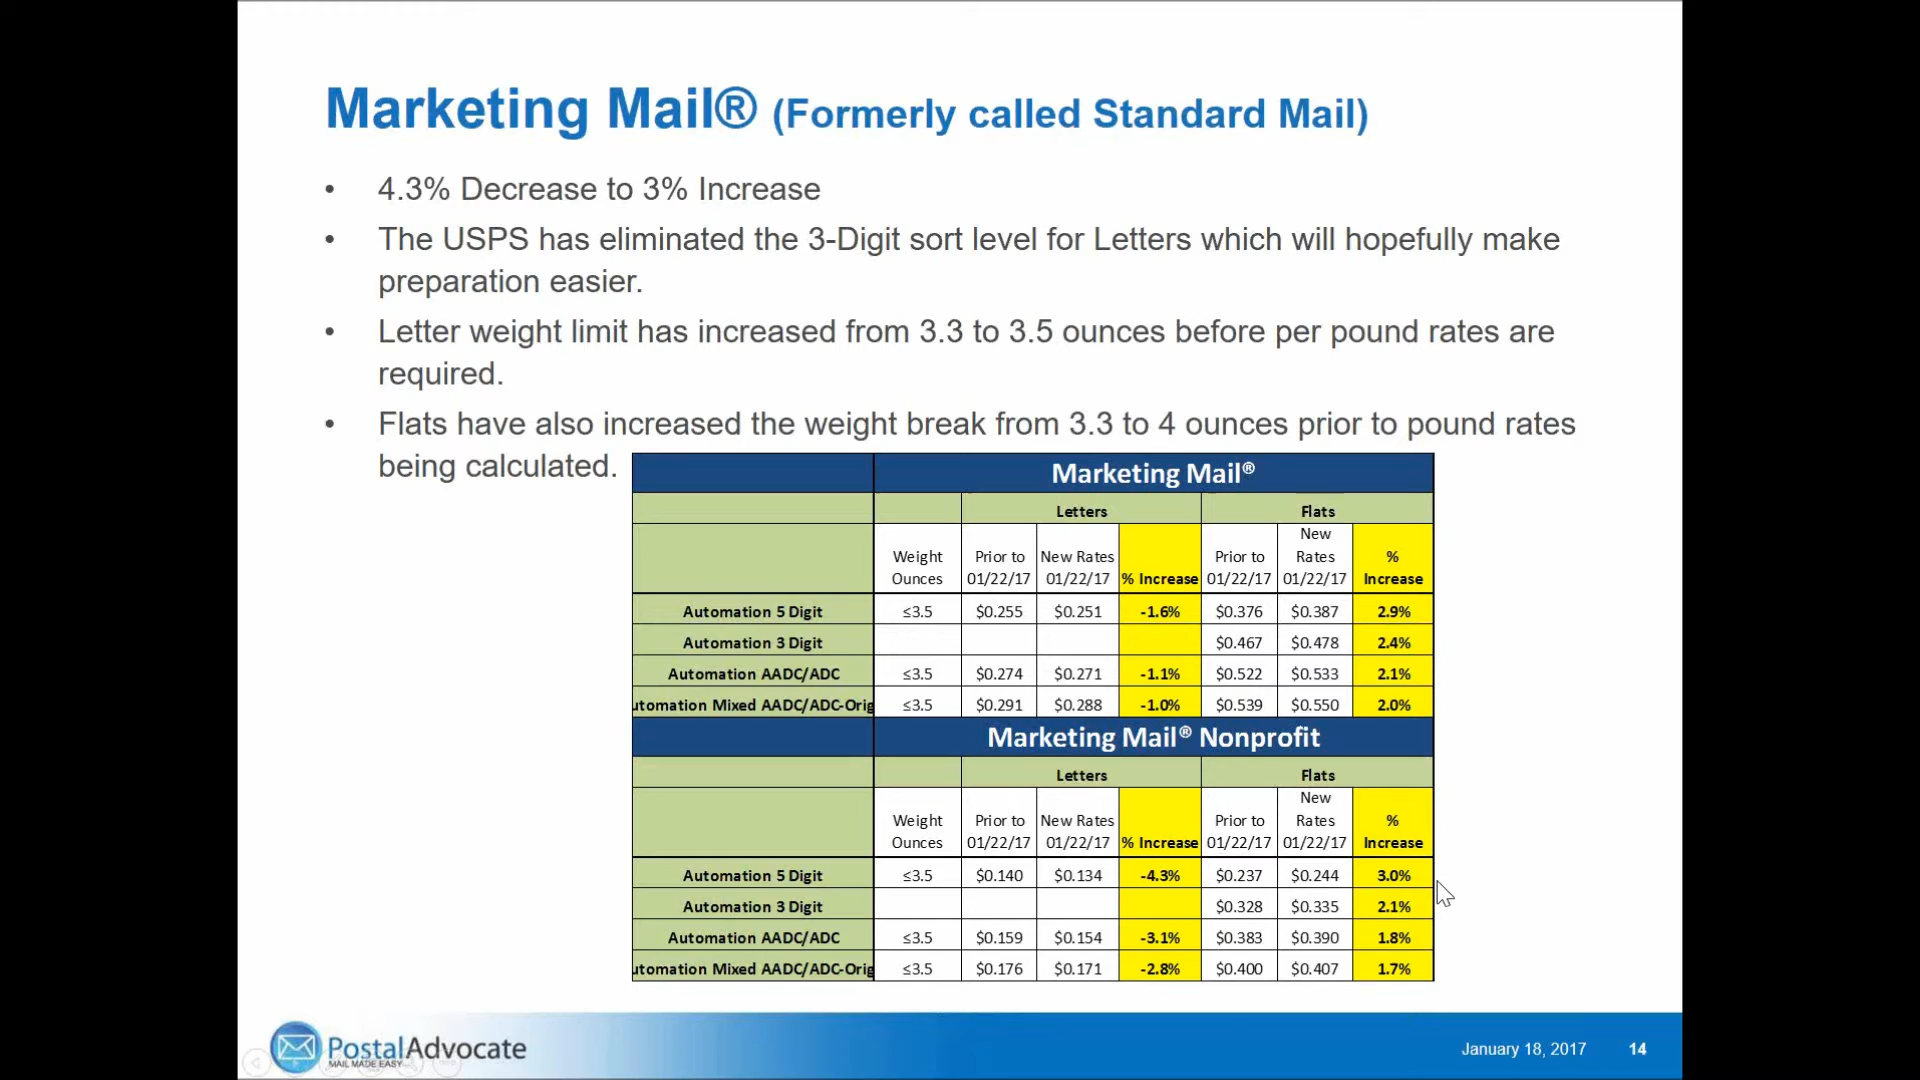 Marketing Mail® (Formerly called Standard Mail)
• 4.3% Decrease to 3% Increase
• The USPS has eliminated the 3-Digit sort level for Letters which will hopefully make
preparation easier.
• Letter weight limit has increased from 3.3 to 3.5 ounces before per pound rates are
required.
• Flats have also increased the weight break from 3.3 to 4 ounces prior to pound rates
being calculated.
Marketing Mail®
Letters Flats
Weight Ounces Prior to 01/22/17 New Rates 01/22/17 % Increase Prior to 01/22/17 New Rates 01/22/17 % Increase
Automation 5 Digit ≤3.5 $0.255 $0.251 -1.6% $0.376 $0.387 2.9%
Automation 3 Digit $0.467 $0.478 2.4%
Automation AADC/ADC ≤3.5 $0.274 $0.271 -1.1% $0.522 $0.533 2.1%
utomation Mixed AADC/ADC-Orig ≤3.5 $0.291 $0.288 -1.0% $0.539 $0.550 2.0%
Marketing Mail® Nonprofit
Letters Flats
Weight Ounces Prior to 01/22/17 New Rates 01/22/17 % Increase Prior to 01/22/17 New Rates 01/22/17 % Increase
Automation 5 Digit ≤3.5 $0.140 $0.134 -4.3% $0.237 $0.244 3.0%
Automation 3 Digit $0.328 $0.335 2.1%
Automation AADC/ADC ≤3.5 $0.159 $0.154 -3.1% $0.383 $0.390 1.8%
utomation Mixed AADC/ADC-Orig ≤3.5 $0.176 $0.171 -2.8% $0.400 $0.407 1.7%
PostalAdvocate
MAIL MADE EASY
January 18, 2017 14